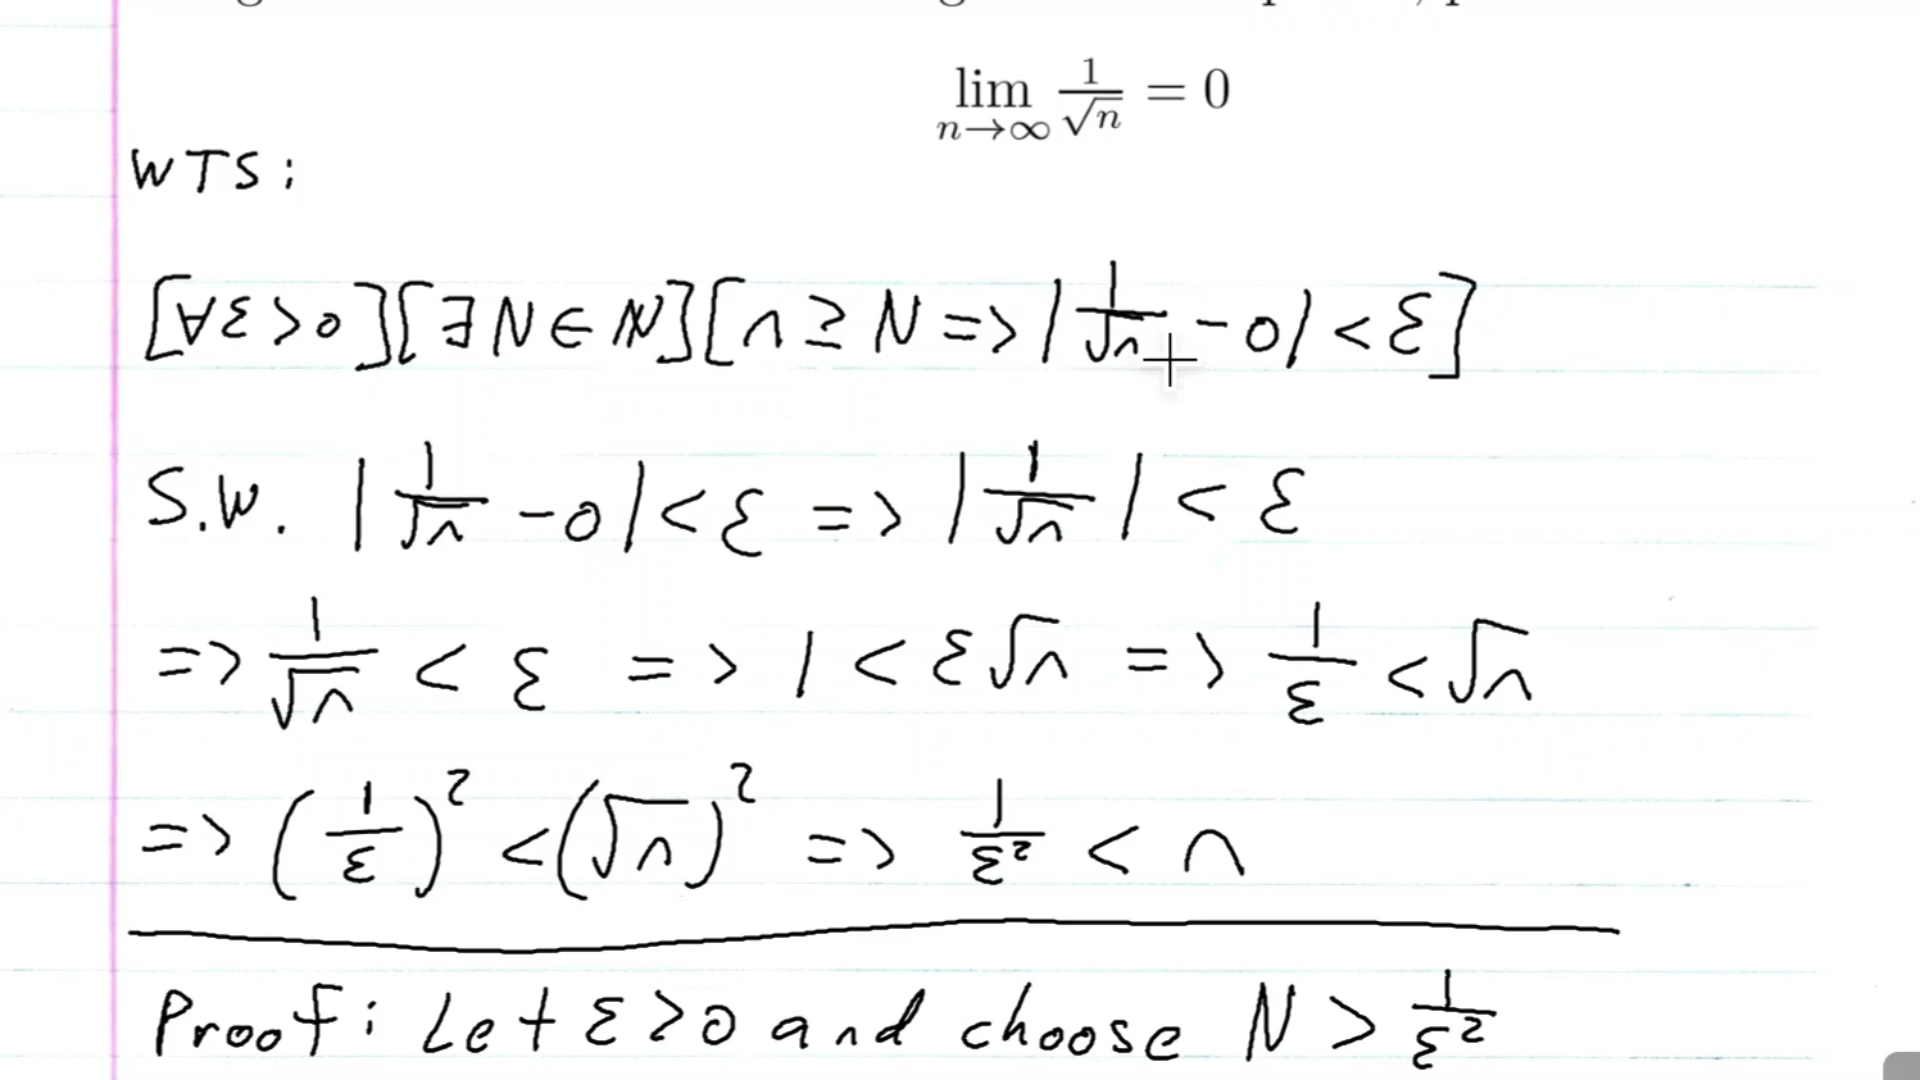 lim n→∞ 1/√n = 0
WTS:
[∀ε>0][∃N∈ℕ][n≥N=>|1/√n-0|<ε]
S.W. |1/√n-0|<ε => |1/√n|<ε
=> 1/√n < ε => 1<ε√n => 1/ε<√n
=> (1/ε)²<(√n)² => 1/ε² < n
Proof: Let ε>0 and choose N > 1/ε²